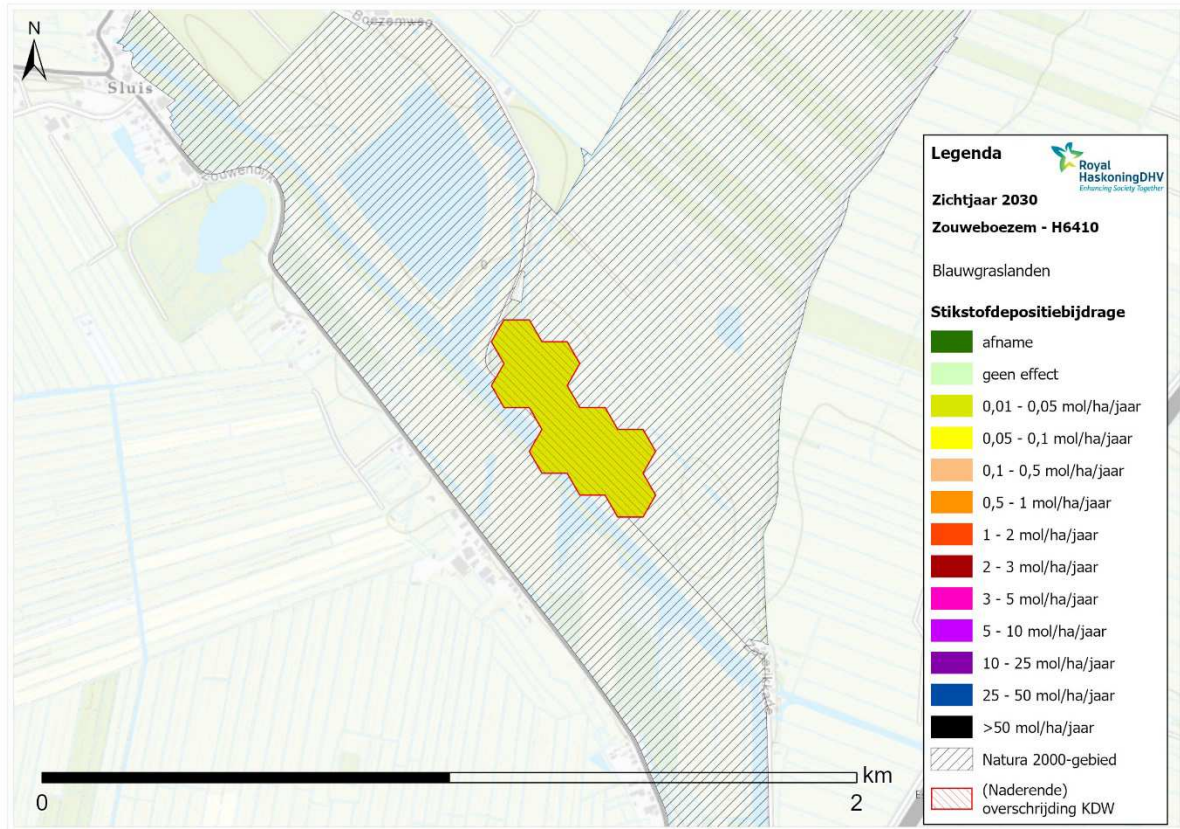 Boezemweg
N
Sluis
Zouwendijk
Legenda
Royal
HaskoningDHV
Enhancing Society Together
Zichtjaar 2030
Zouweboezem - H6410
Blauwgraslanden
Stikstofdepositiebijdrage
afname
geen effect
0,01 - 0,05 mol/ha/jaar
0,05 - 0,1 mol/ha/jaar
0,1 - 0,5 mol/ha/jaar
0,5 - 1 mol/ha/jaar
1 - 2 mol/ha/jaar
2 - 3 mol/ha/jaar
3 - 5 mol/ha/jaar
5 - 10 mol/ha/jaar
10 - 25 mol/ha/jaar
25 - 50 mol/ha/jaar
>50 mol/ha/jaar
Natura 2000-gebied
(Naderende)
overschrijding KDW
Zederikkade
km
0
2